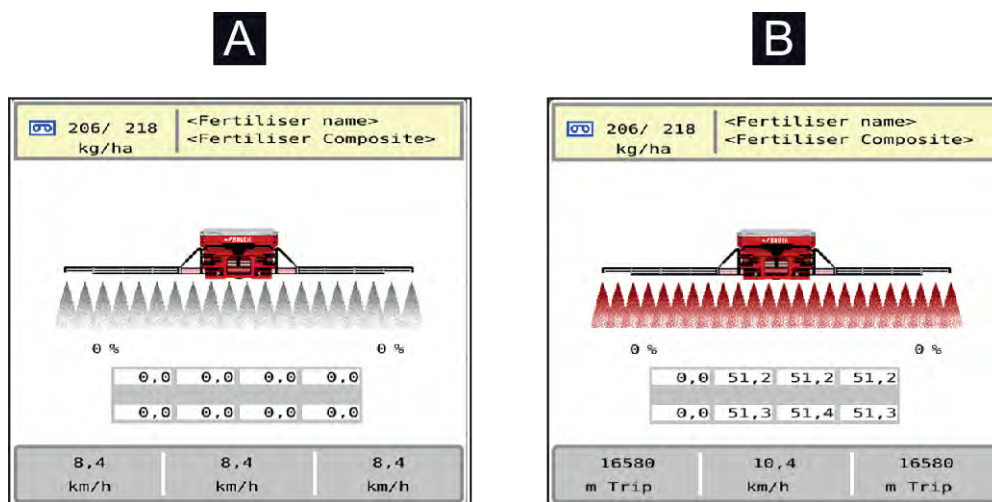 A
B
206/ 218
kg/ha
<Fertiliser name>
<Fertiliser Composite>
0 %
0 %
0,0 0,0 0,0 0,0
0,0 0,0 0,0 0,0
8,4
km/h
8,4
km/h
8,4
km/h
206/ 218
kg/ha
<Fertiliser name>
<Fertiliser Composite>
0 %
0 %
0,0 51,2 51,2 51,2
0,0 51,3 51,4 51,3
16580
m Trip
10,4
km/h
16580
m Trip